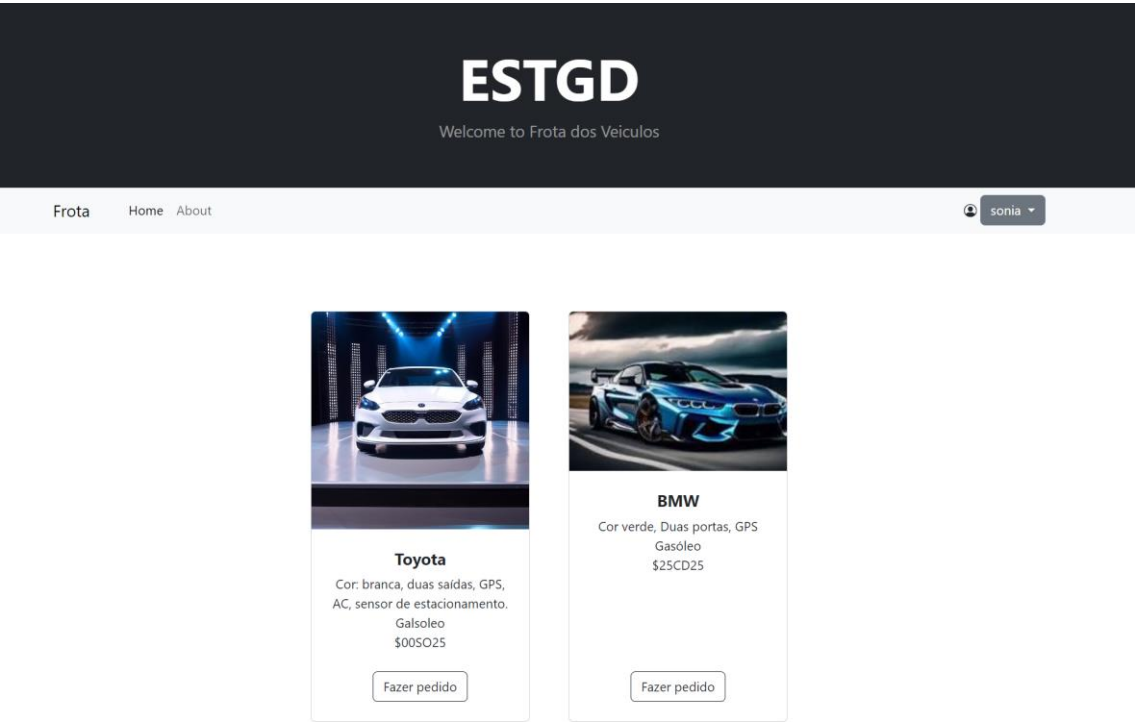 ESTGD
Welcome to Frota dos Veiculos
Frota Home About sonia
Toyota
Cor: branca, duas saídas, GPS,
AC, sensor de estacionamento.
Galsoleo
$00SO25
Fazer pedido
BMW
Cor verde, Duas portas, GPS
Gasóleo
$25CD25
Fazer pedido